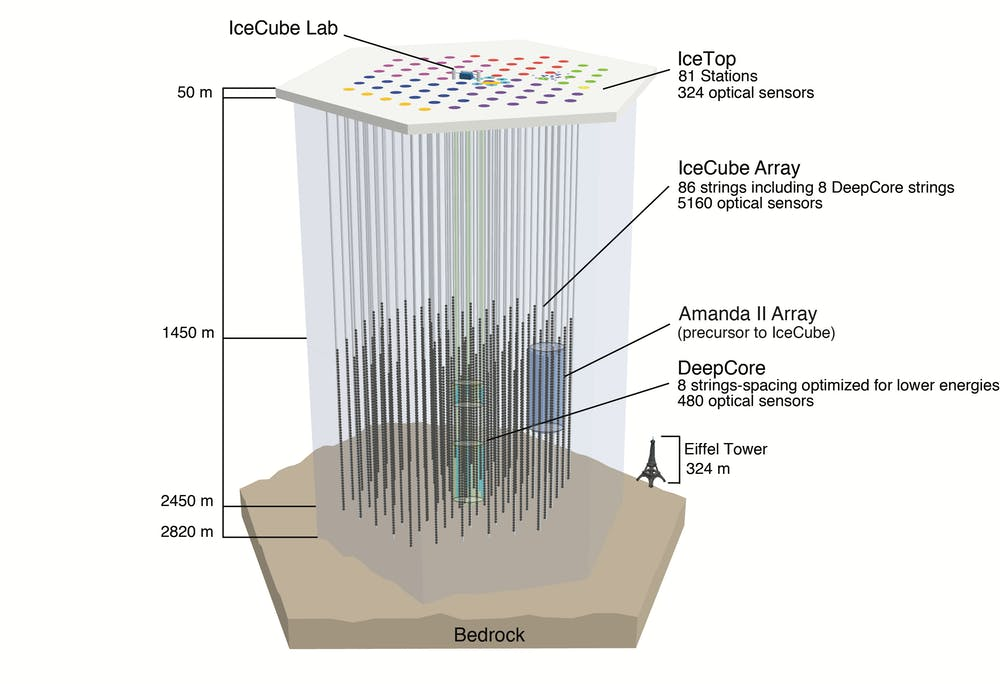 IceCube Lab
IceTop
81 Stations
324 optical sensors
50 m
IceCube Array
86 strings including 8 DeepCore strings
5160 optical sensors
Amanda II Array
(precursor to IceCube)
1450 m
DeepCore
8 strings-spacing optimized for lower energies
480 optical sensors
Eiffel Tower
324 m
2450 m
2820 m
Bedrock